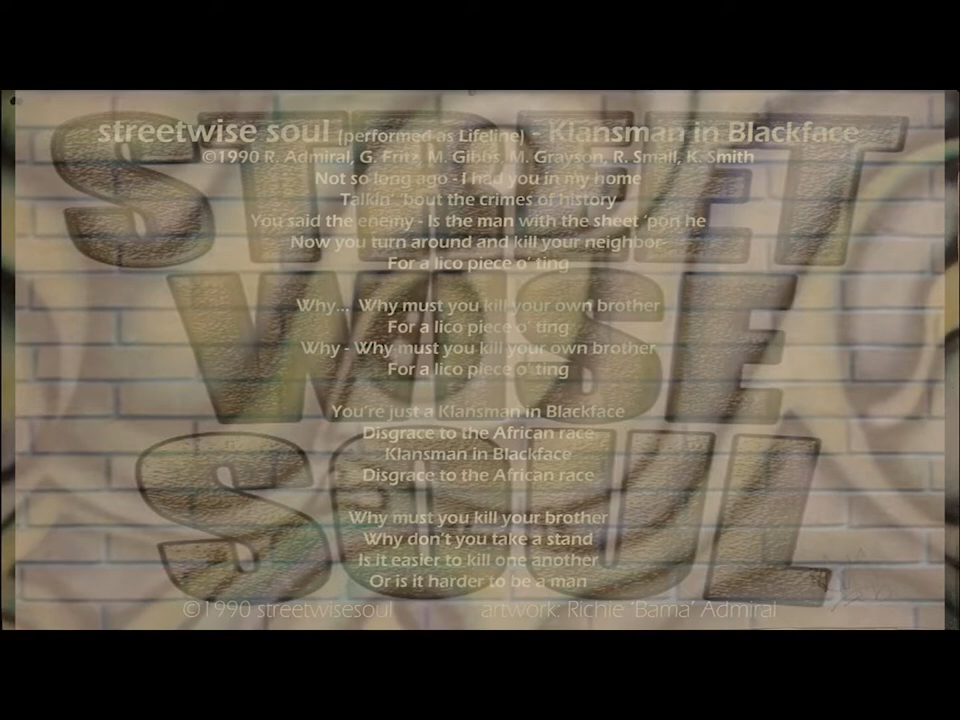 STREET
WISE
SOUL
streetwise soul (performed as Lifeline) - Klansman in Blackface
©1990 R. Admiral, G. Fritz, M. Gibbs, M. Grayson, R. Small, K. Smith
Not so long ago - I had you in my home
Talkin' 'bout the crimes of history
You said the enemy - Is the man with the sheet 'pon he
Now you turn around and kill your neighbor
For a lico piece o' ting
Why... Why must you kill your own brother
For a lico piece o' ting
Why - Why must you kill your own brother
For a lico piece o' ting
You're just a Klansman in Blackface
Disgrace to the African race
Klansman in Blackface
Disgrace to the African race
Why must you kill your brother
Why don't you take a stand
Is it easier to kill one another
Or is it harder to be a man
©1990 streetwisesoul artwork: Richie 'Bama' Admiral